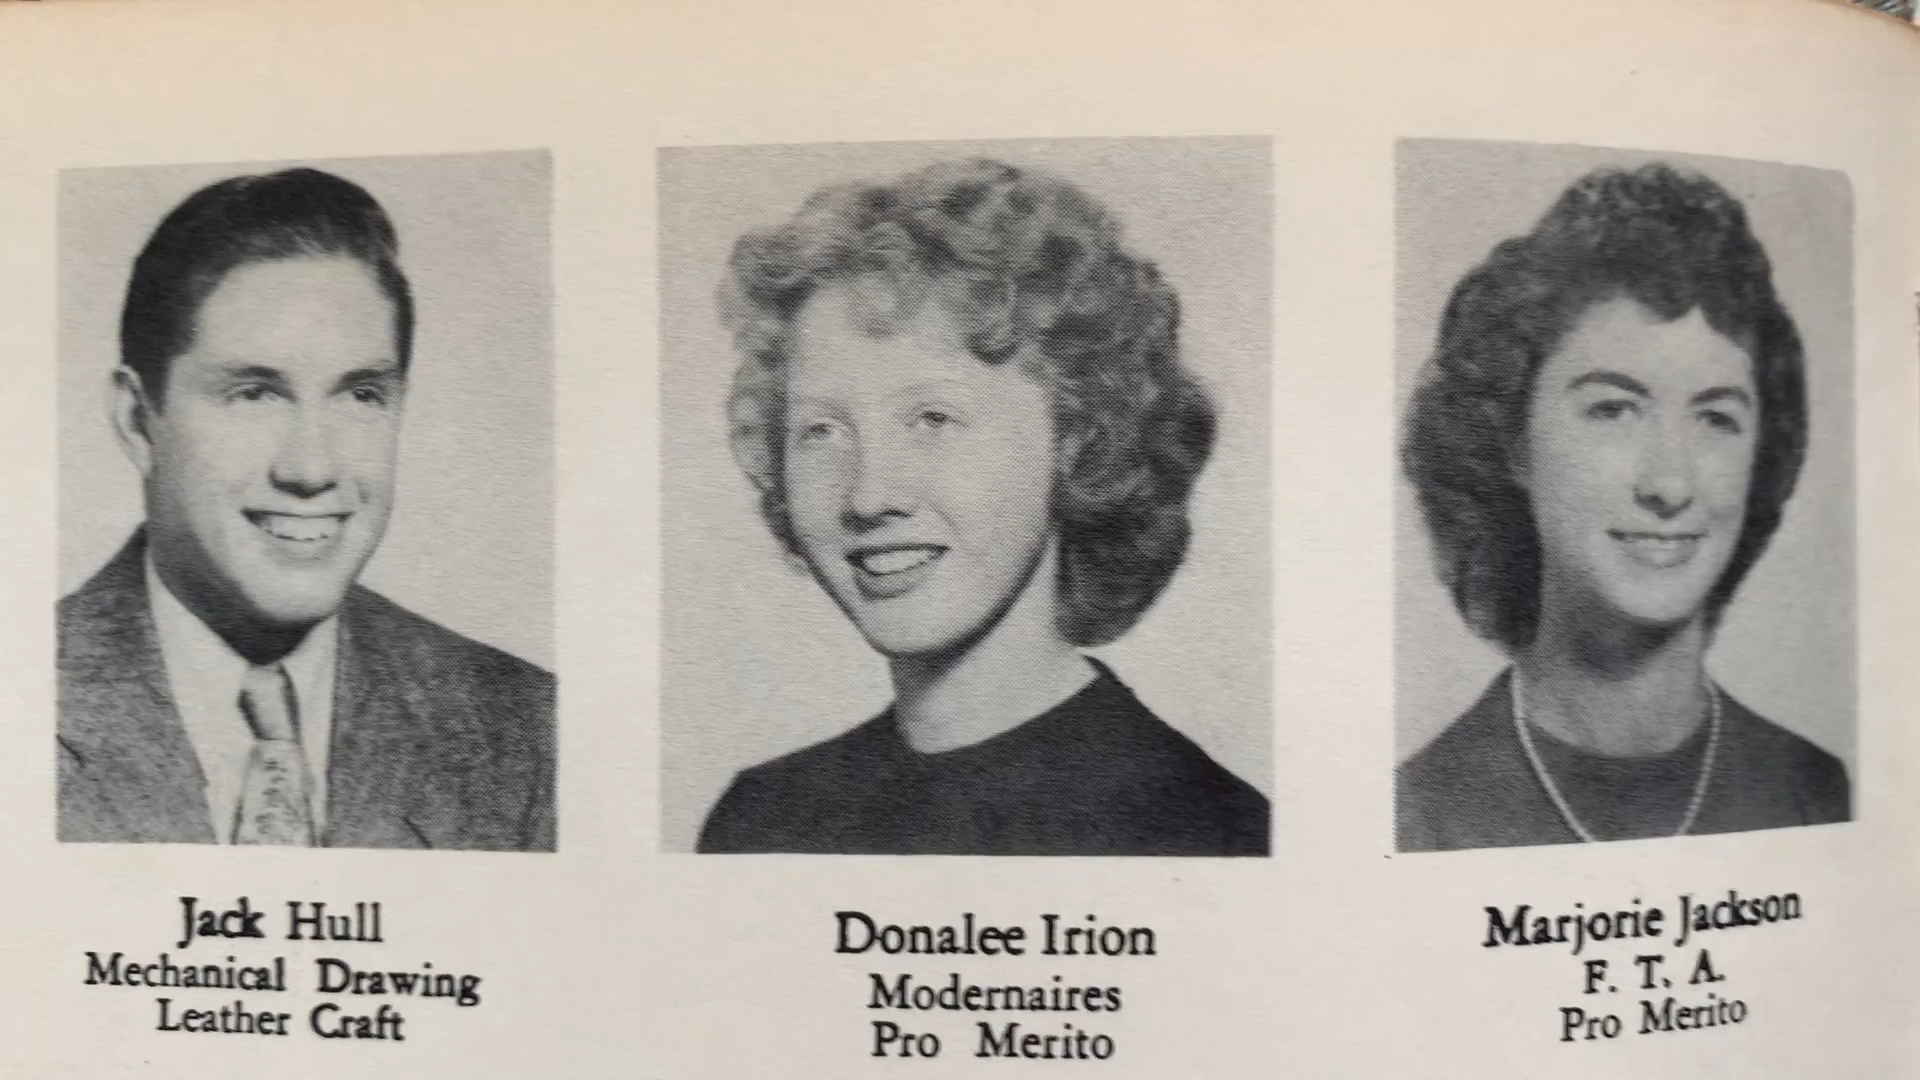 Jack Hull
Mechanical Drawing
Leather Craft
Donalee Irion
Modernaires
Pro Merito
Marjorie Jackson
F. T. A.
Pro Merito